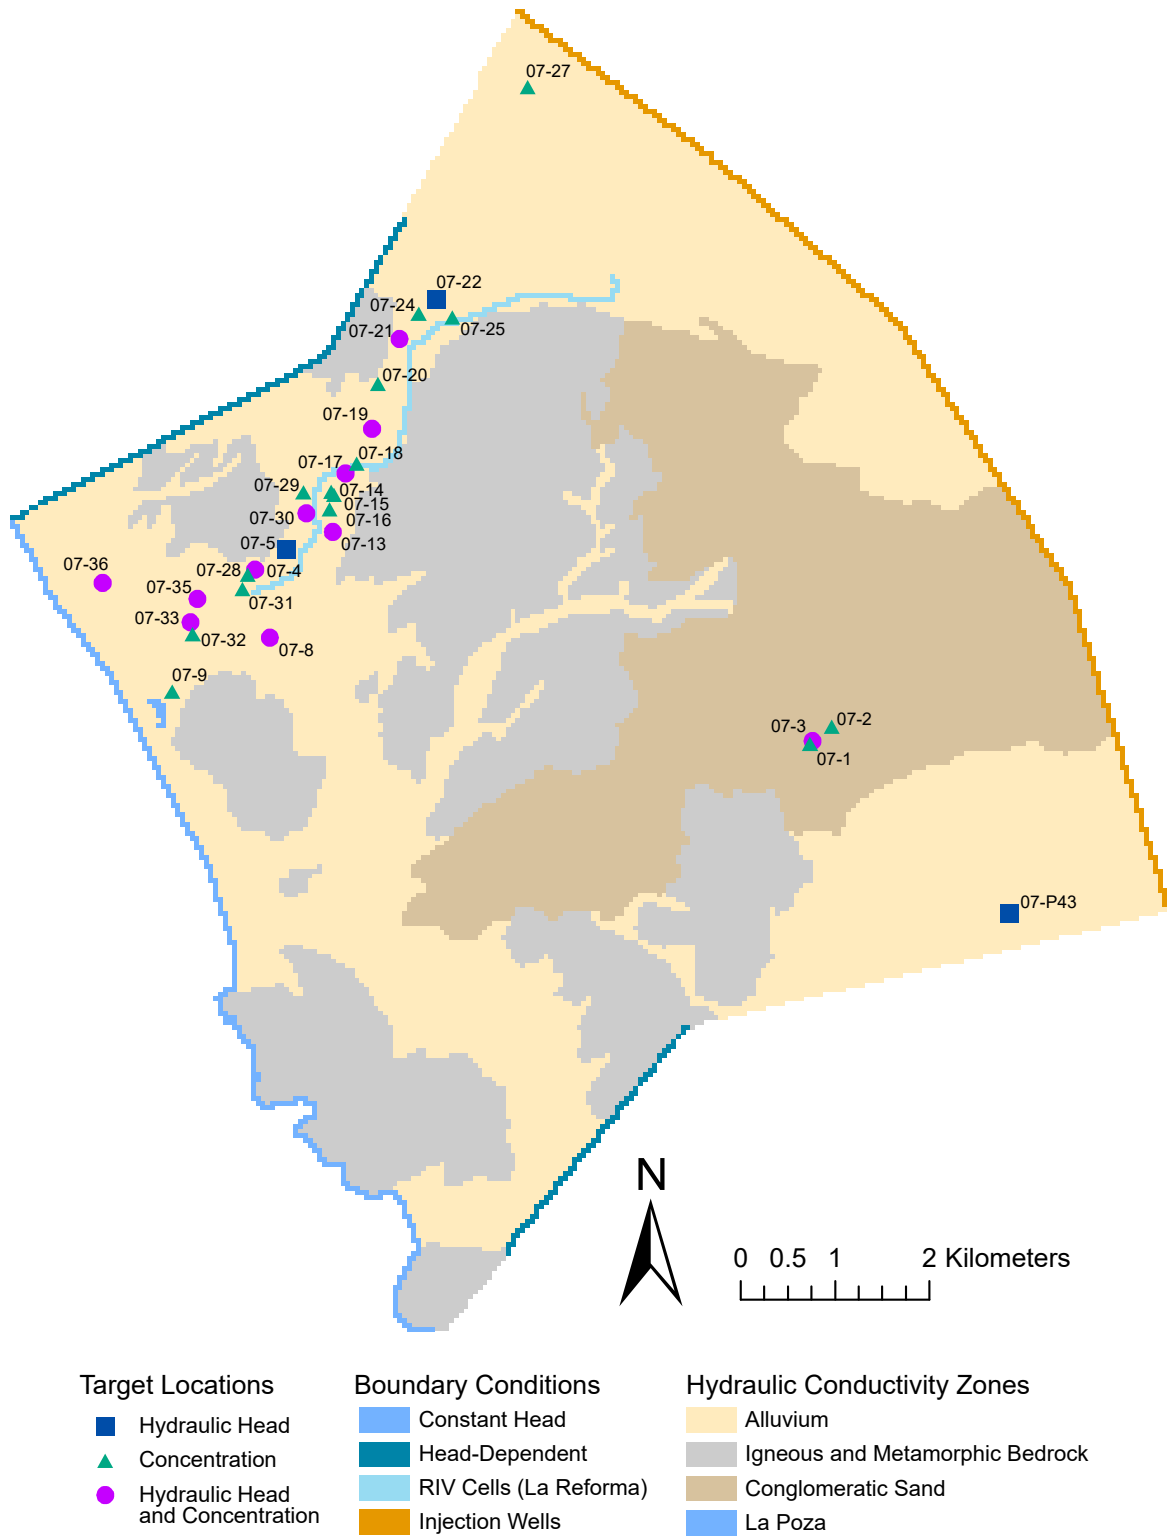 07-27
07-22
07-24
07-25
07-21
07-20
07-19
07-18
07-17
07-29
07-14
07-15
07-30
07-16
07-5
07-13
07-36
07-28
07-4
07-35
07-31
07-33
07-32
07-8
07-9
07-3
07-2
07-1
07-P43
N
0 0.5 1 2 Kilometers
Target Locations
Hydraulic Head
Concentration
Hydraulic Head
and Concentration
Boundary Conditions
Constant Head
Head-Dependent
RIV Cells (La Reforma)
Injection Wells
Hydraulic Conductivity Zones
Alluvium
Igneous and Metamorphic Bedrock
Conglomeratic Sand
La Poza